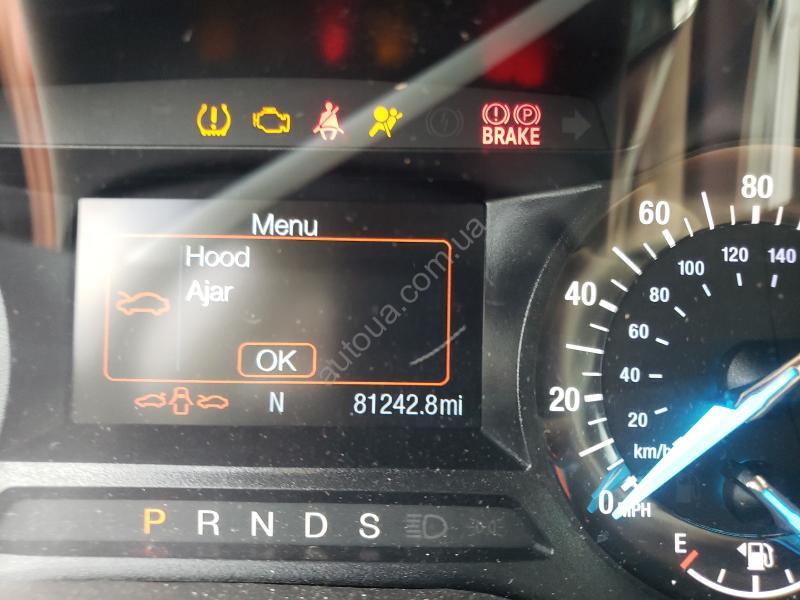 BRAKE
Menu
Hood
Ajar
OK
N 81242.8mi
P R N D S
80
60
40
20
0
MPH
140
120
100
80
60
40
20
km/h
E
autoua.com.ua